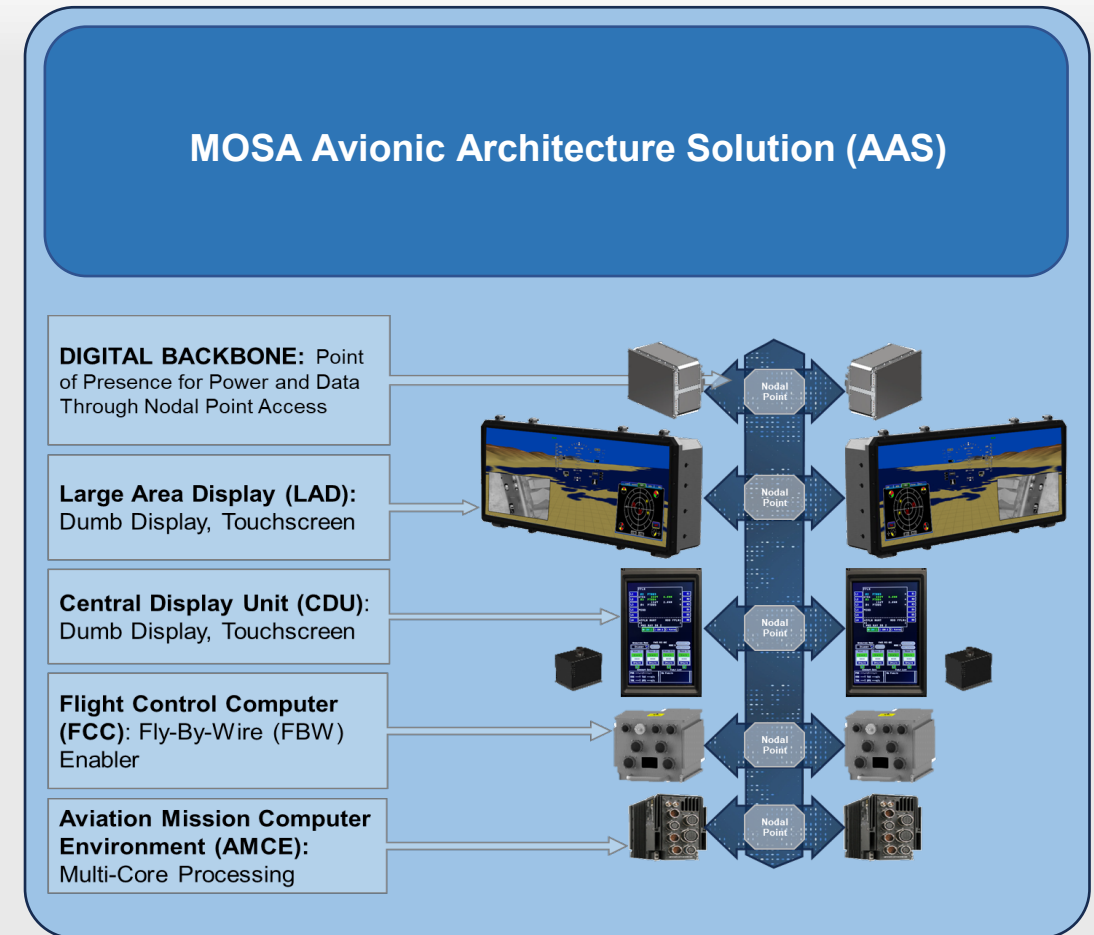 MOSA Avionic Architecture Solution (AAS)
DIGITAL BACKBONE: Point
of Presence for Power and Data
Through Nodal Point Access
Nodal
Point
Large Area Display (LAD):
Dumb Display, Touchscreen
Nodal
Point
Central Display Unit (CDU):
Dumb Display, Touchscreen
Nodal
Point
Flight Control Computer
(FCC): Fly-By-Wire (FBW)
Enabler
Nodal
Point
Aviation Mission Computer
Environment (AMCE):
Multi-Core Processing
Nodal
Point